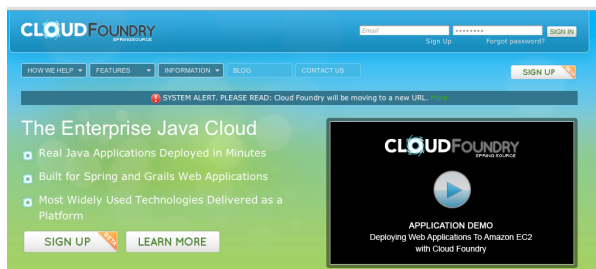 CLOUDFOUNDRY
SPRINGSOURCE
Email
********
SIGN IN
Sign Up
Forgot password?
HOW WE HELP
FEATURES
INFORMATION
BLOG
CONTACT US
SIGN UP
SYSTEM ALERT. PLEASE READ: Cloud Foundry will be moving to a new URL.
The Enterprise Java Cloud
Real Java Applications Deployed in Minutes
Built for Spring and Grails Web Applications
Most Widely Used Technologies Delivered as a
Platform
SIGN UP BETA
LEARN MORE
CLOUDFOUNDRY
SPRING SOURCE
APPLICATION DEMO
Deploying Web Applications To Amazon EC2
with Cloud Foundry